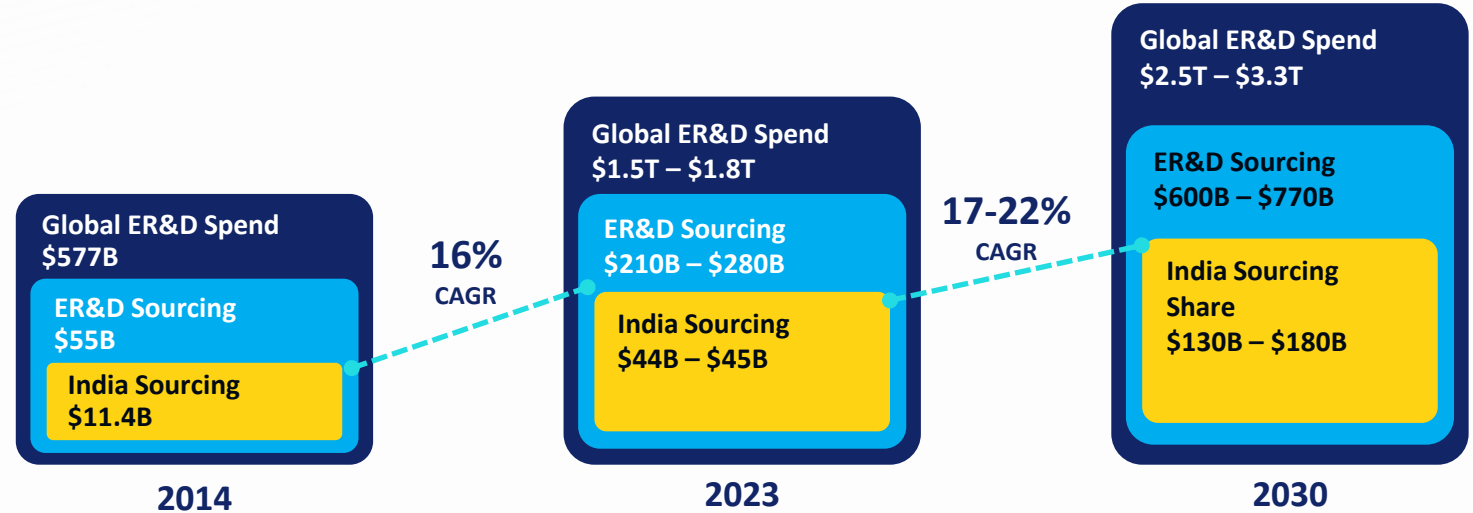 Global ER&D Spend
$577B
ER&D Sourcing
$55B
India Sourcing
$11.4B
2014
16%
CAGR
Global ER&D Spend
$1.5T – $1.8T
ER&D Sourcing
$210B – $280B
India Sourcing
$44B – $45B
2023
17-22%
CAGR
Global ER&D Spend
$2.5T – $3.3T
ER&D Sourcing
$600B – $770B
India Sourcing
Share
$130B – $180B
2030